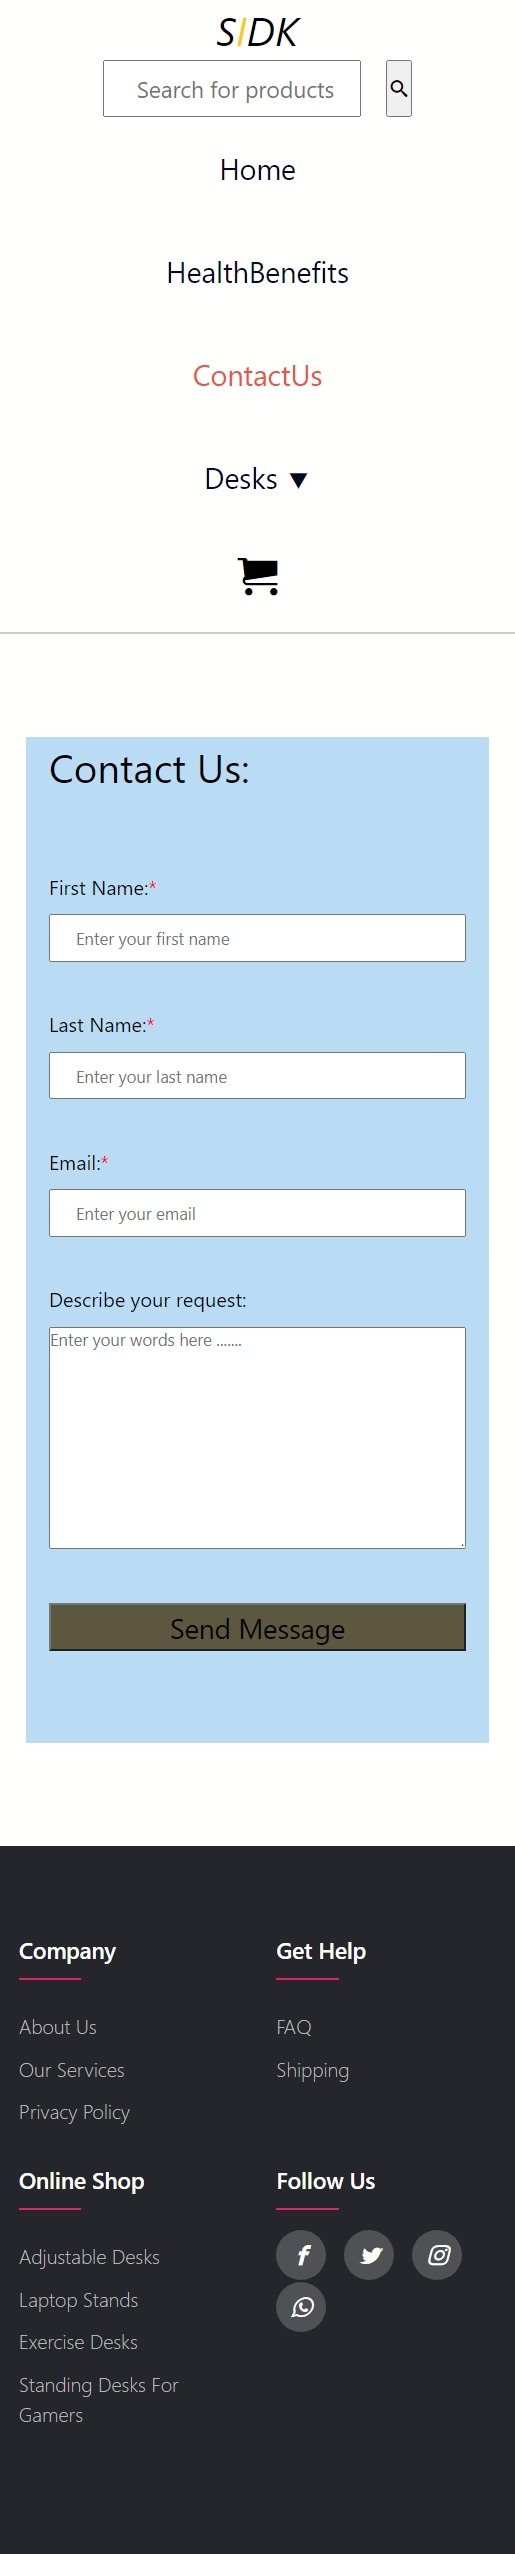 SIDK
Search for products
Home
HealthBenefits
ContactUs
Desks ▼
Contact Us:
First Name:*
Enter your first name
Last Name:*
Enter your last name
Email:*
Enter your email
Describe your request:
Enter your words here .......
Send Message
Company
About Us
Our Services
Privacy Policy
Get Help
FAQ
Shipping
Online Shop
Adjustable Desks
Laptop Stands
Exercise Desks
Standing Desks For
Gamers
Follow Us